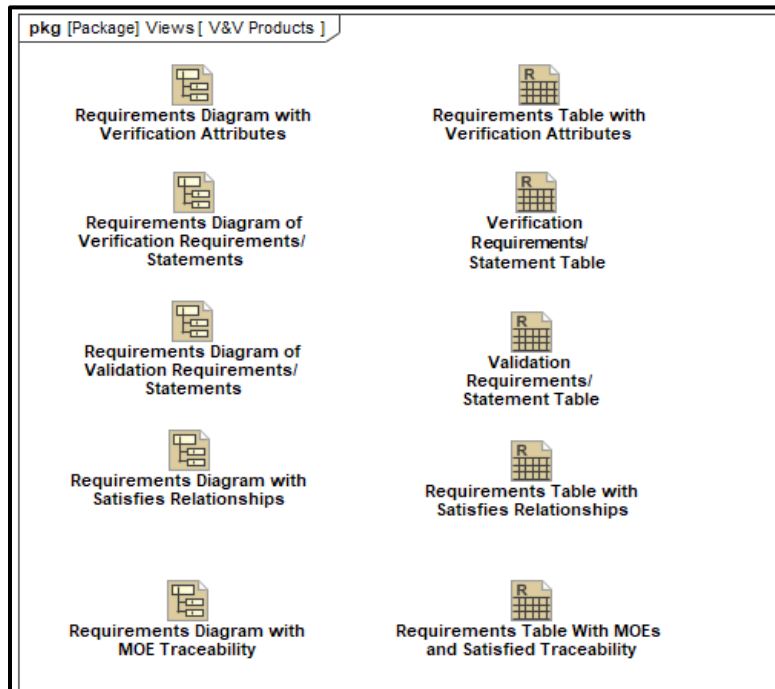 pkg [Package] Views [ V&V Products ]
Requirements Diagram with
Verification Attributes
R
Requirements Table with
Verification Attributes
Requirements Diagram of
Verification Requirements/
Statements
R
Verification
Requirements/
Statement Table
Requirements Diagram of
Validation Requirements/
Statements
R
Validation
Requirements/
Statement Table
Requirements Diagram with
Satisfies Relationships
R
Requirements Table with
Satisfies Relationships
Requirements Diagram with
MOE Traceability
R
Requirements Table With MOEs
and Satisfied Traceability